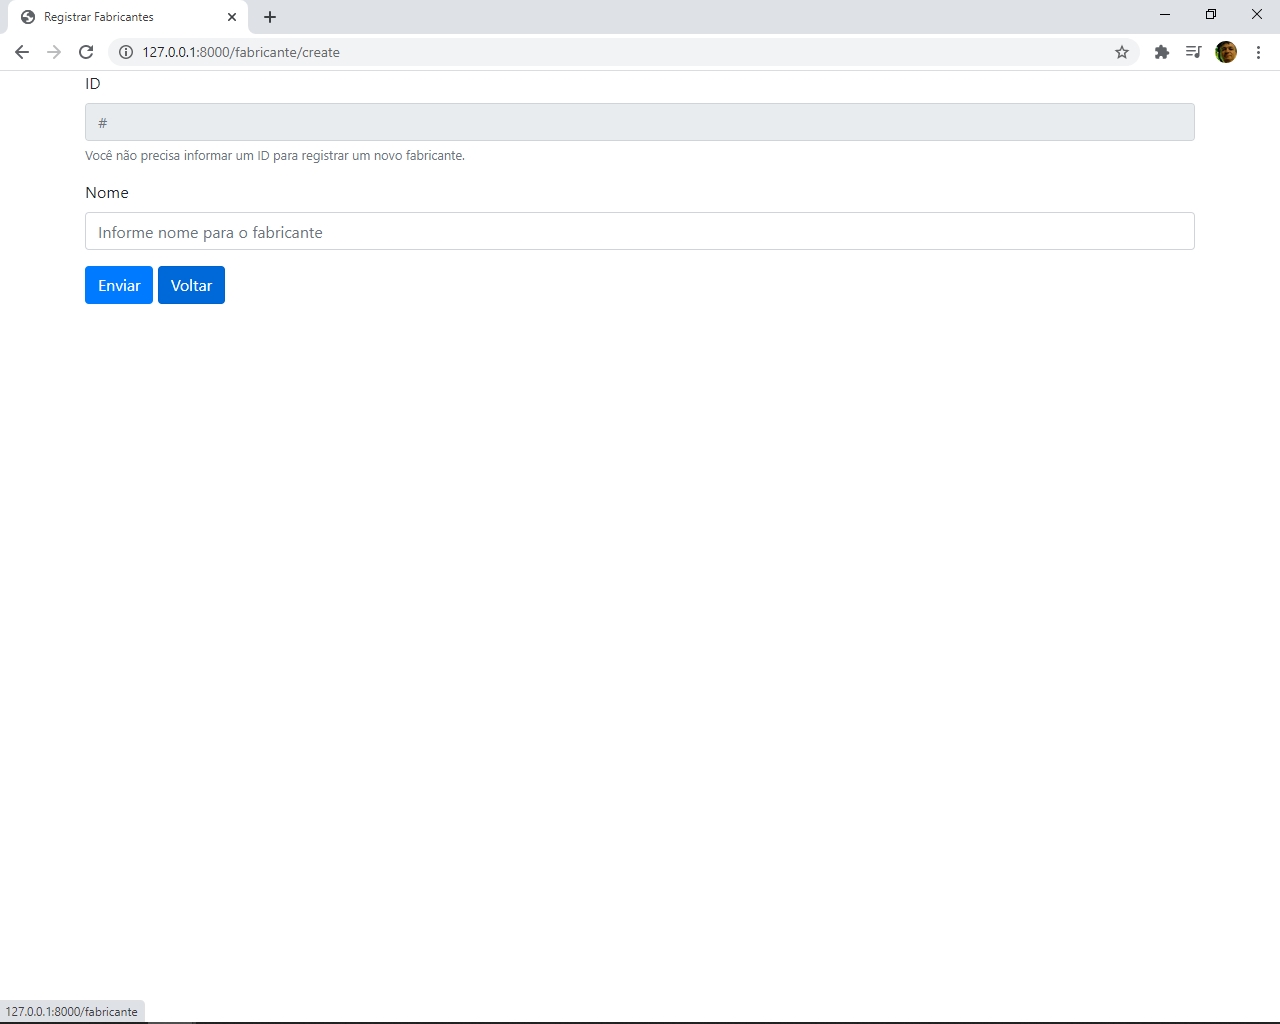 Registrar Fabricantes
127.0.0.1:8000/fabricante/create
ID
#
Você não precisa informar um ID para registrar um novo fabricante.
Nome
Informe nome para o fabricante
Enviar Voltar
127.0.0.1:8000/fabricante